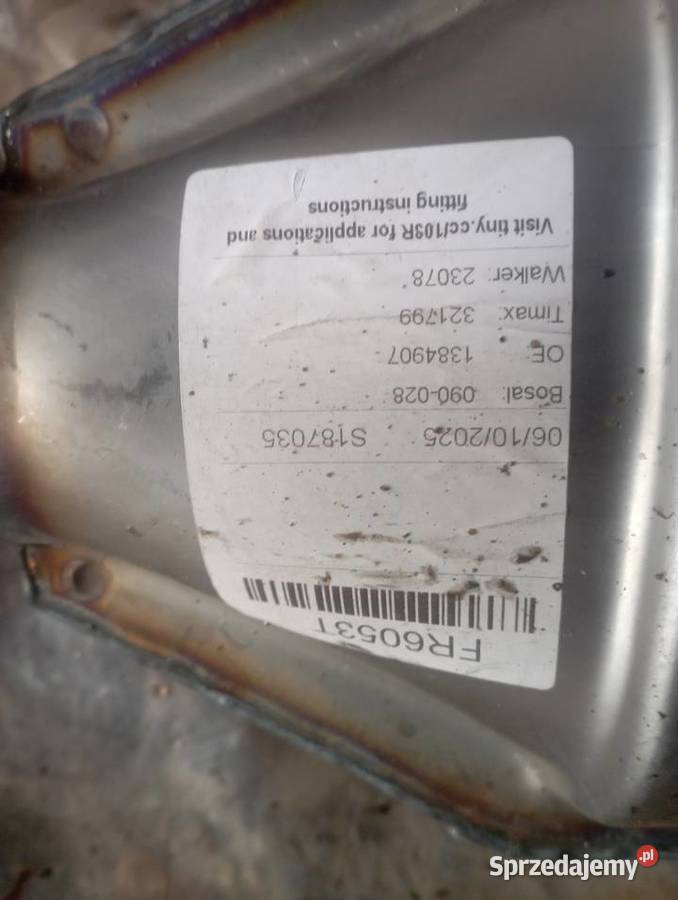 FR6053T
06/10/2025 S187035
Bosal: 090-028
OE: 1384907
Timax: 321799
Walker: 23078
Visit tiny.cc/103R for applications and
fitting instructions
Sprzedajemy.pl